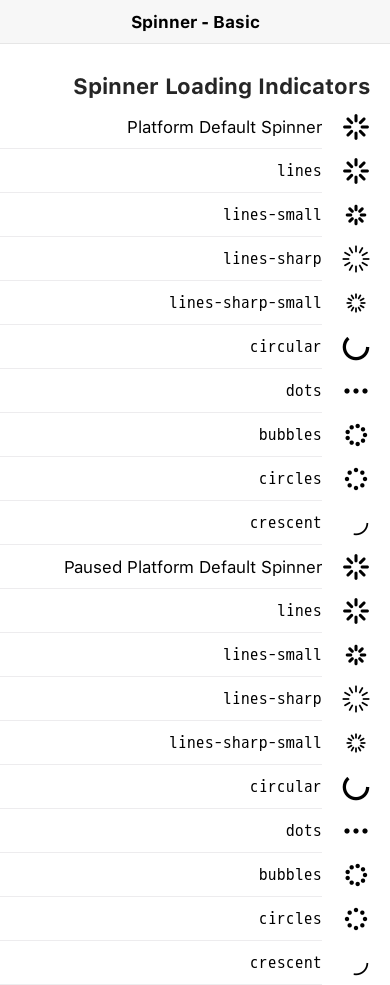 Spinner - Basic
Spinner Loading Indicators
Platform Default Spinner
lines
lines-small
lines-sharp
lines-sharp-small
circular
dots
bubbles
circles
crescent
Paused Platform Default Spinner
lines
lines-small
lines-sharp
lines-sharp-small
circular
dots
bubbles
circles
crescent